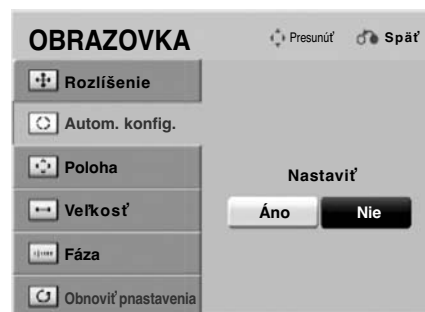 OBRAZOVKA
Presunúť Späť
Rozlíšenie
Autom. konfig.
Poloha
Veľkosť
Fáza
Obnoviť pnastavenia
Nastaviť
Áno Nie